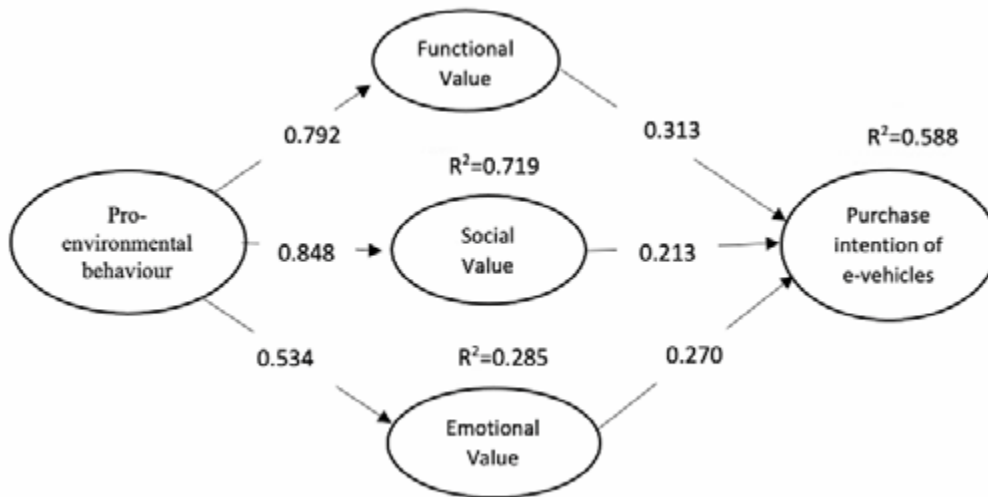 Functional
Value
0.792
0.313
R²=0.588
R²=0.719
Pro-
environmental
behaviour
0.848
Social
Value
0.213
Purchase
intention of
e-vehicles
0.534
R²=0.285
0.270
Emotional
Value